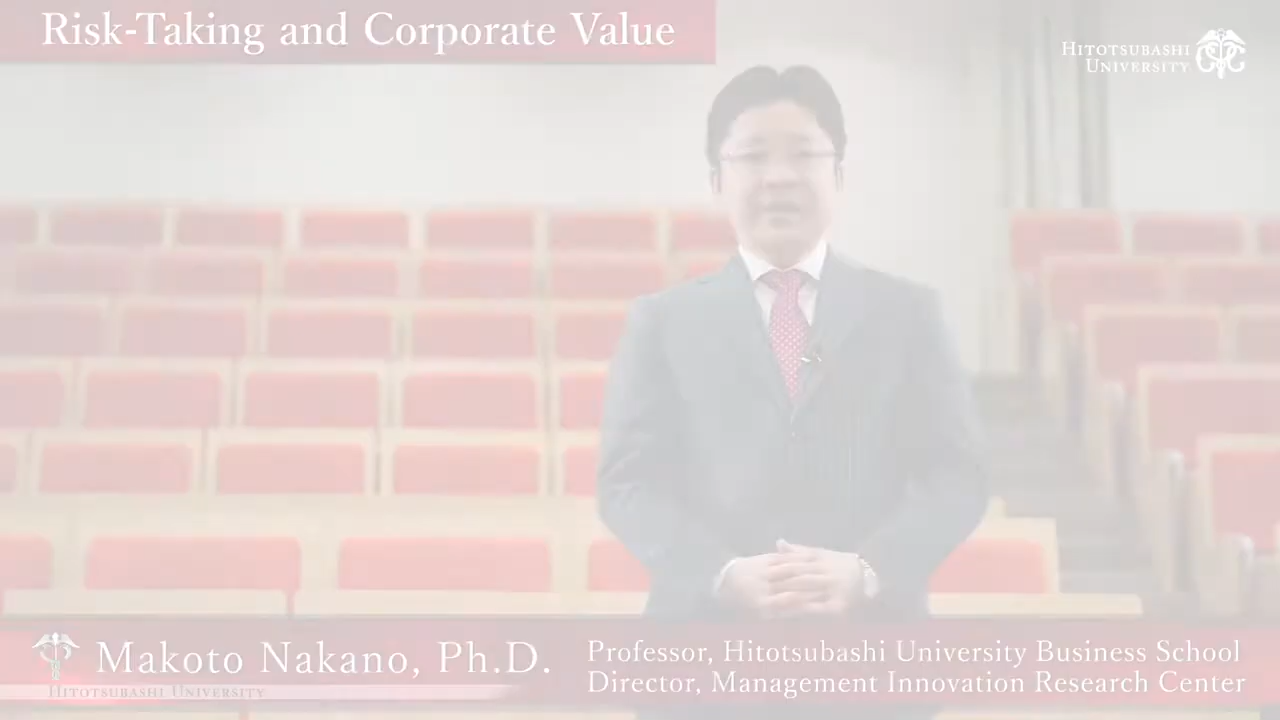 Risk-Taking and Corporate Value
HITOTSUBASHI
UNIVERSITY
Makoto Nakano, Ph.D.
HITOTSUBASHI UNIVERSITY
Professor, Hitotsubashi University Business School
Director, Management Innovation Research Center